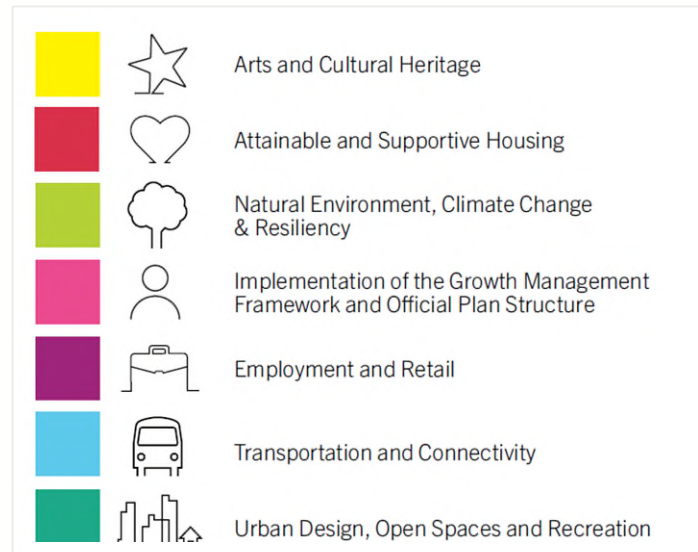 Arts and Cultural Heritage
Attainable and Supportive Housing
Natural Environment, Climate Change
& Resiliency
Implementation of the Growth Management
Framework and Official Plan Structure
Employment and Retail
Transportation and Connectivity
Urban Design, Open Spaces and Recreation